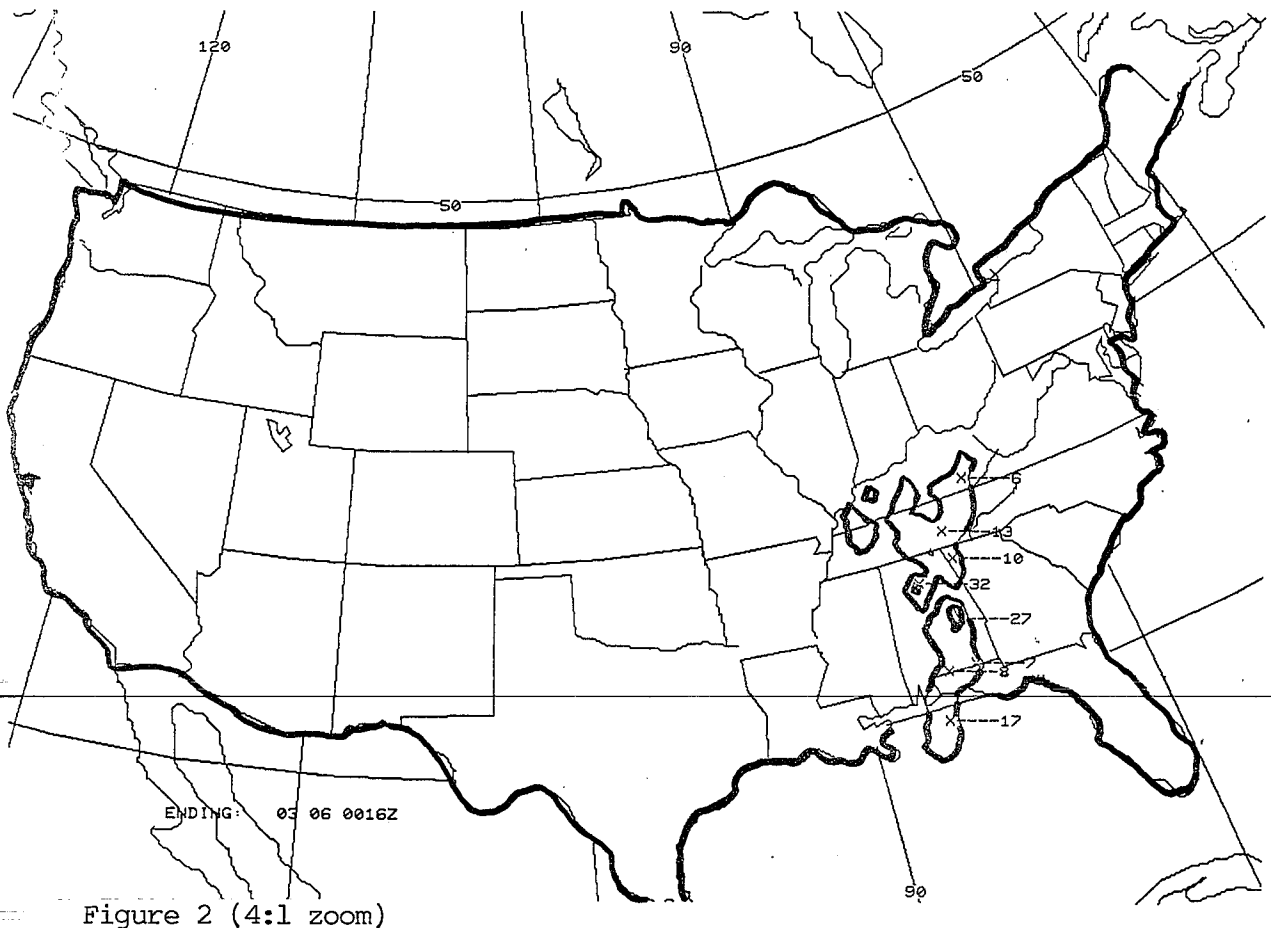 120
90
50
50
X----6
X----13
X----10
32
----27
X----8
X----17
ENDING: 03 06 0016Z
90
Figure 2 (4:1 zoom)